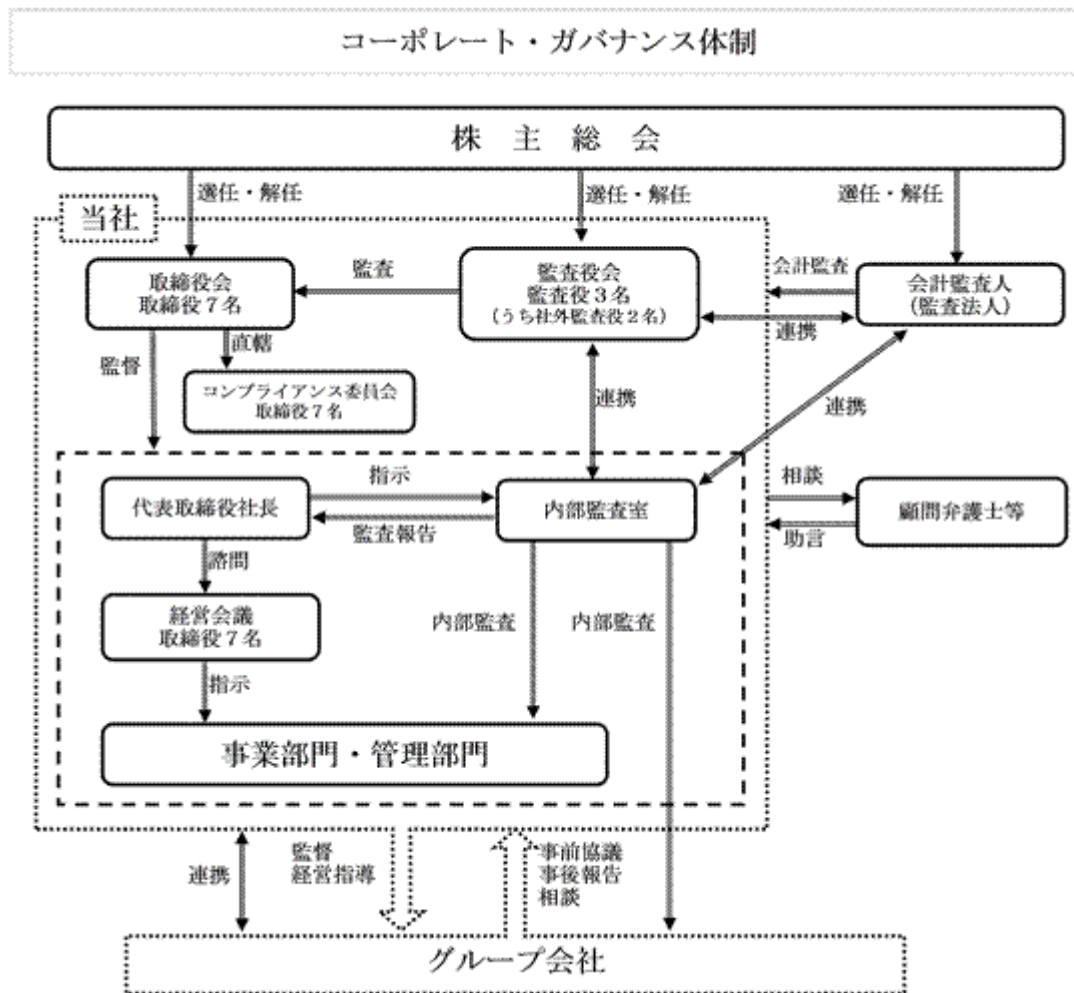 コーポレート・ガバナンス体制
株主総会
選任・解任
選任・解任
選任・解任
当社
取締役会
取締役７名
監査
監査役会
監査役３名
（うち社外監査役２名）
会計監査
会計監査人
（監査法人）
連携
監督
直轄
コンプライアンス委員会
取締役７名
連携
連携
代表取締役社長
指示
監査報告
内部監査室
相談
助言
顧問弁護士等
諮問
経営会議
取締役７名
内部監査
内部監査
指示
事業部門・管理部門
連携
監督
経営指導
事前協議
事後報告
相談
グループ会社